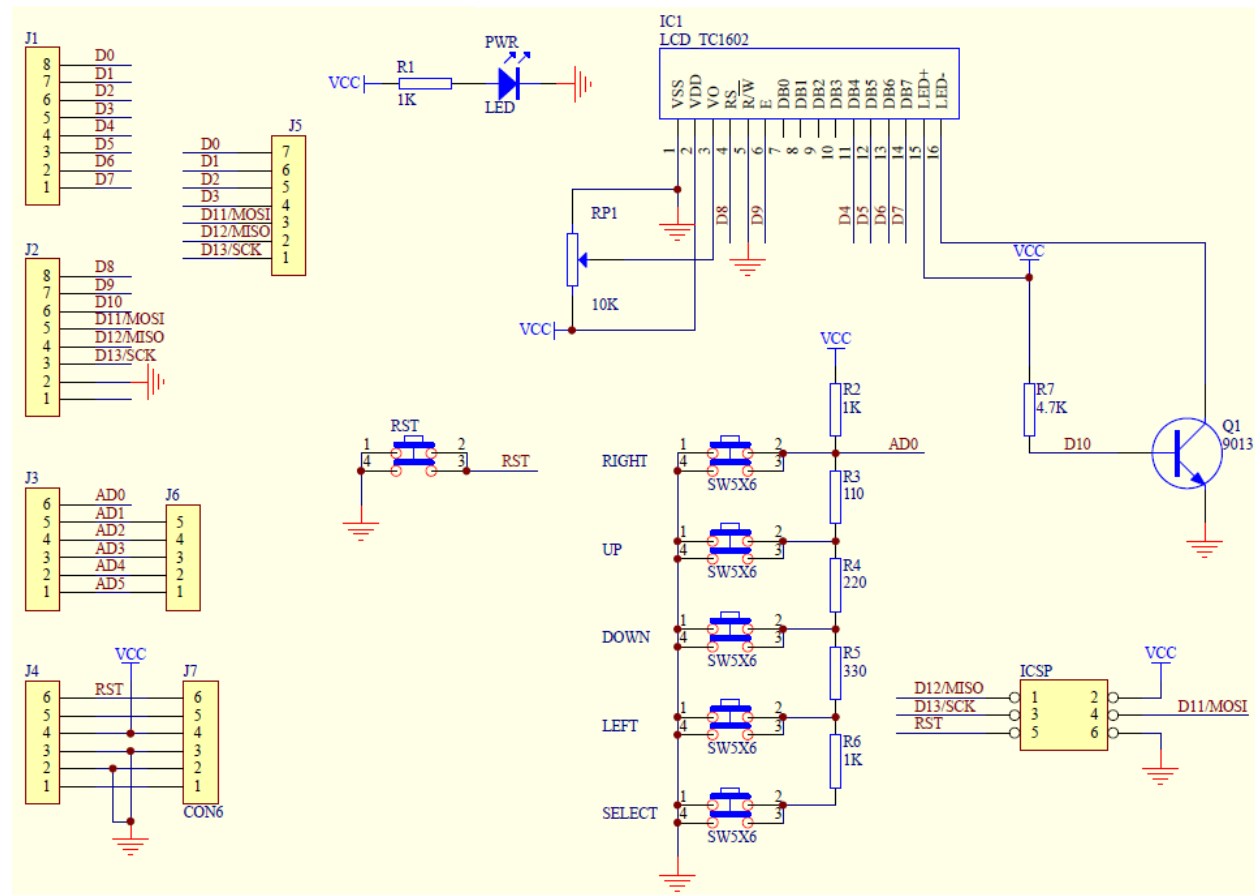 J1
8 D0
7 D1
6 D2
5 D3
4 D4
3 D5
2 D6
1 D7
J5
D0 7
D1 6
D2 5
D3 4
D11/MOSI 3
D12/MISO 2
D13/SCK 1
J2
8 D8
7 D9
6 D10
5 D11/MOSI
4 D12/MISO
3 D13/SCK
2
1
J3
6 AD0
5 AD1
4 AD2
3 AD3
2 AD4
1 AD5
J6
5
4
3
2
1
VCC
J4
6 RST
5
4
3
2
1
J7
6
5
4
3
2
1
CON6
PWR
VCC R1
1K LED
IC1
LCD TC1602
VSS VDD VO RS R/W E DB0 DB1 DB2 DB3 DB4 DB5 DB6 DB7 LED+ LED-
1 2 3 4 5 6 7 8 9 10 11 12 13 14 15 16
D8 D9 D4 D5 D6 D7
RP1
10K
VCC
VCC
R7
4.7K
D10
Q1
9013
RST
1 2
4 3 RST
VCC
R2
1K
AD0
RIGHT
1 2
4 3
SW5X6
R3
110
UP
1 2
4 3
SW5X6
R4
220
DOWN
1 2
4 3
SW5X6
R5
330
LEFT
1 2
4 3
SW5X6
R6
1K
SELECT
1 2
4 3
SW5X6
VCC
ICSP
D12/MISO 1 2
D13/SCK 3 4 D11/MOSI
RST 5 6